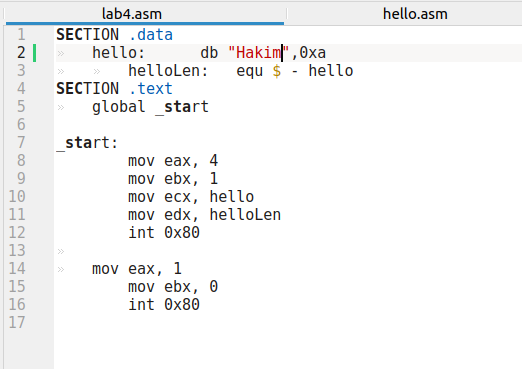 lab4.asm hello.asm
1 SECTION .data
2 » hello: db "Hakim",0xa
3 » » helloLen: equ $ - hello
4 SECTION .text
5 » global _start
6
7 _start:
8 mov eax, 4
9 mov ebx, 1
10 mov ecx, hello
11 mov edx, helloLen
12 int 0x80
13 »
14 » mov eax, 1
15 mov ebx, 0
16 int 0x80
17